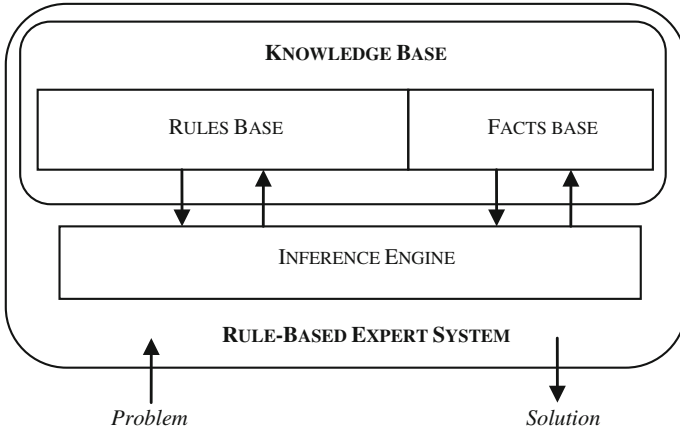 KNOWLEDGE BASE
RULES BASE
FACTS BASE
INFERENCE ENGINE
RULE-BASED EXPERT SYSTEM
Problem
Solution